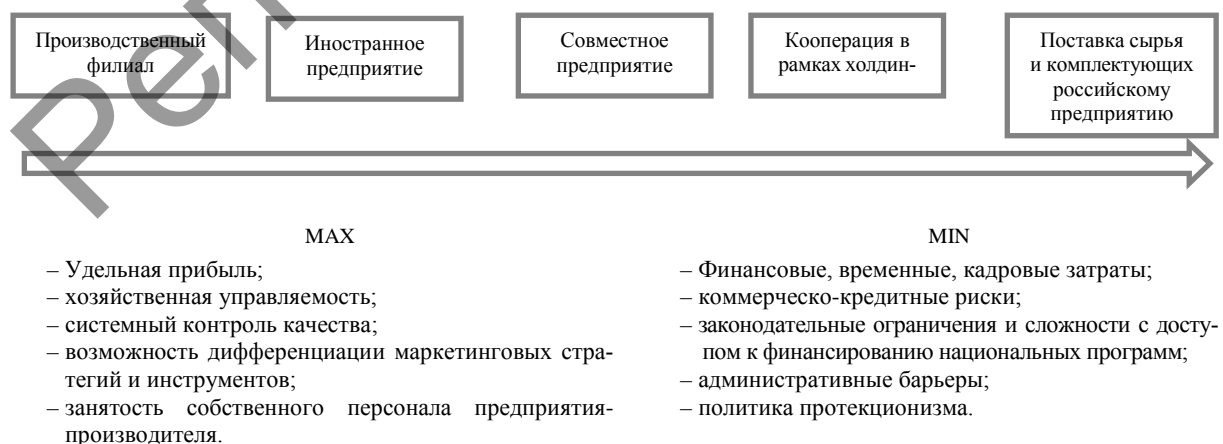 Производственный
филиал
Иностранное
предприятие
Совместное
предприятие
Кооперация в
рамках холдин-
Поставка сырья
и комплектующих
российскому
предприятию
MAX
– Удельная прибыль;
– хозяйственная управляемость;
– системный контроль качества;
– возможность дифференциации маркетинговых стра-
тегий и инструментов;
– занятость собственного персонала предприятия-
производителя.
MIN
– Финансовые, временные, кадровые затраты;
– коммерческо-кредитные риски;
– законодательные ограничения и сложности с досту-
пом к финансированию национальных программ;
– административные барьеры;
– политика протекционизма.